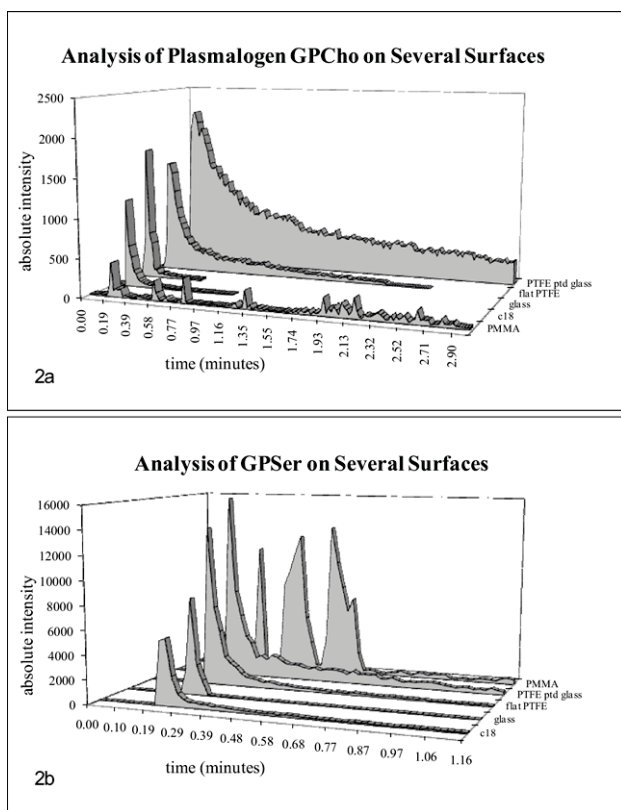 Analysis of Plasmalogen GPCho on Several Surfaces
2500
2000
1500
1000
500
0
absolute intensity
0.00
0.19
0.39
0.58
0.77
0.97
1.16
1.35
1.55
1.74
1.93
2.13
2.32
2.52
2.71
2.90
time (minutes)
PTFE ptd glass
flat PTFE
glass
c18
PMMA
2a
Analysis of GPSer on Several Surfaces
16000
14000
12000
10000
8000
6000
4000
2000
0
absolute intensity
0.00
0.10
0.19
0.29
0.39
0.48
0.58
0.68
0.77
0.87
0.97
1.06
1.16
time (minutes)
PMMA
PTFE ptd glass
flat PTFE
glass
c18
2b